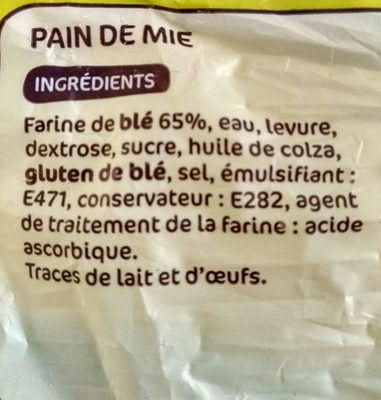 PAIN DE MIE
INGRÉDIENTS
Farine de blé 65%, eau, levure,
dextrose, sucre, huile de colza,
gluten de blé, sel, émulsifiant :
E471, conservateur : E282, agent
de traitement de la farine : acide
ascorbique.
Traces de lait et d'œufs.